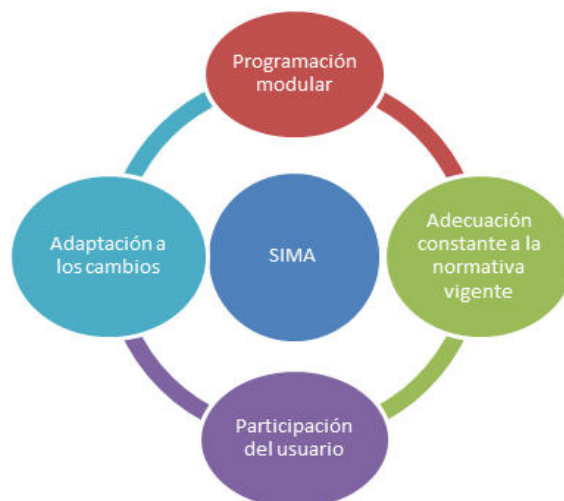 Programación
modular
Adaptación a
los cambios
SIMA
Adecuación
constante a la
normativa
vigente
Participación
del usuario